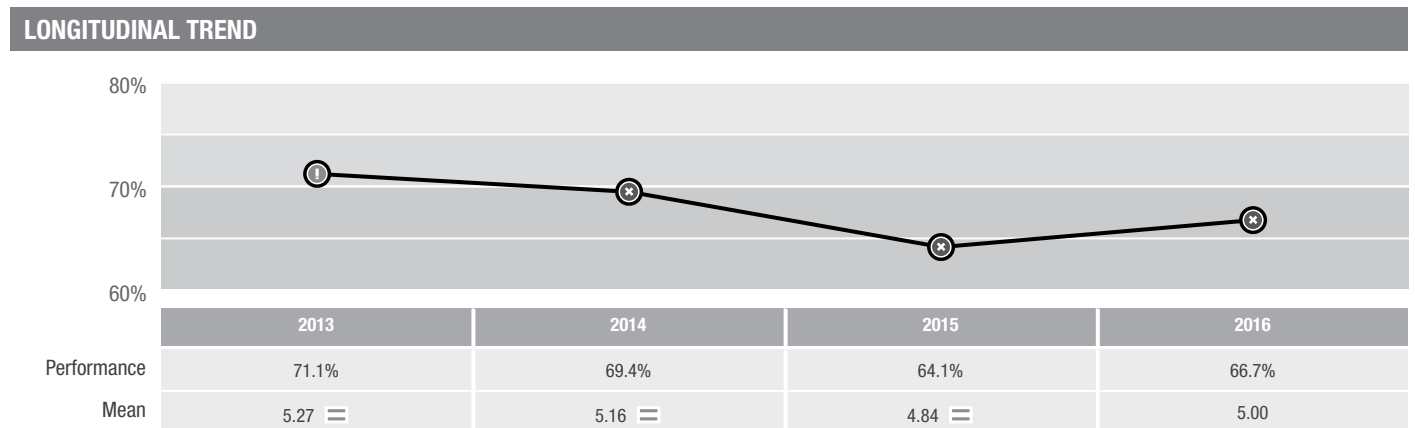 LONGITUDINAL TREND
80%
70%
60%
2013 2014 2015 2016
Performance 71.1% 69.4% 64.1% 66.7%
Mean 5.27 = 5.16 = 4.84 = 5.00